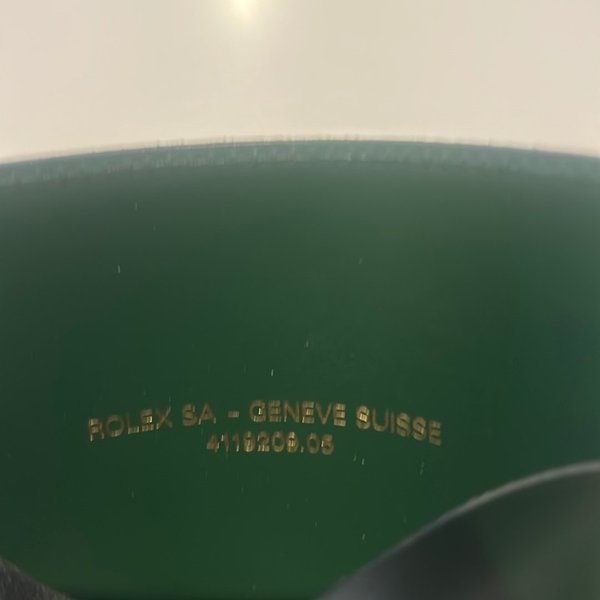 ROLEX SA - GENEVE SUISSE
4119209.05